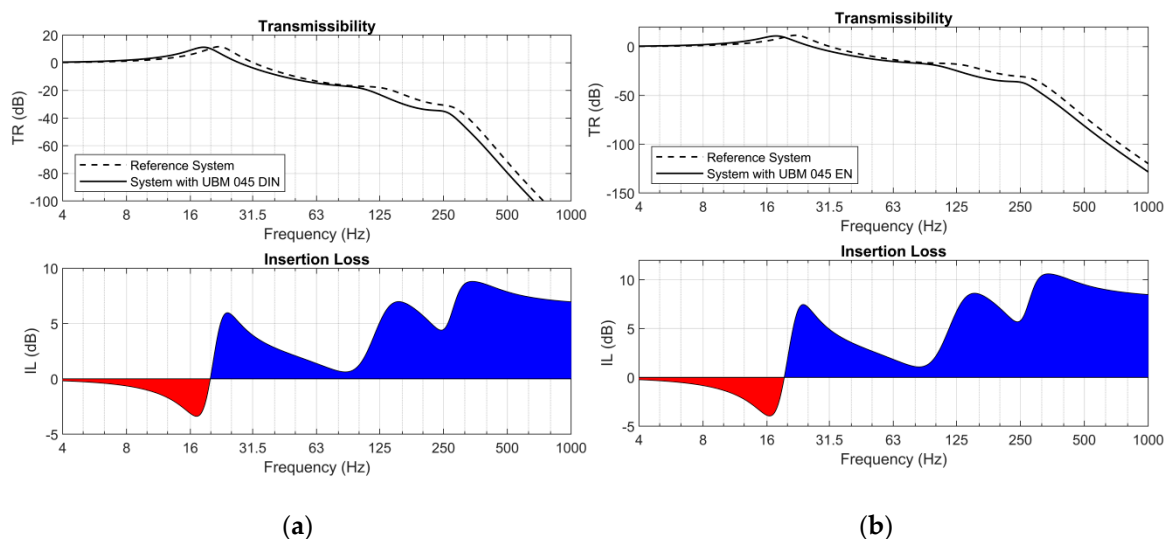 Transmissibility
20
0
-20
-40
-60
-80
-100
TR (dB)
Reference System
System with UBM 045 DIN
4 8 16 31.5 63 125 250 500 1000
Frequency (Hz)
Insertion Loss
10
5
0
-5
IL (dB)
4 8 16 31.5 63 125 250 500 1000
Frequency (Hz)
(a)
Transmissibility
0
-50
-100
-150
TR (dB)
Reference System
System with UBM 045 EN
4 8 16 31.5 63 125 250 500 1000
Frequency (Hz)
Insertion Loss
10
5
0
-5
IL (dB)
4 8 16 31.5 63 125 250 500 1000
Frequency (Hz)
(b)